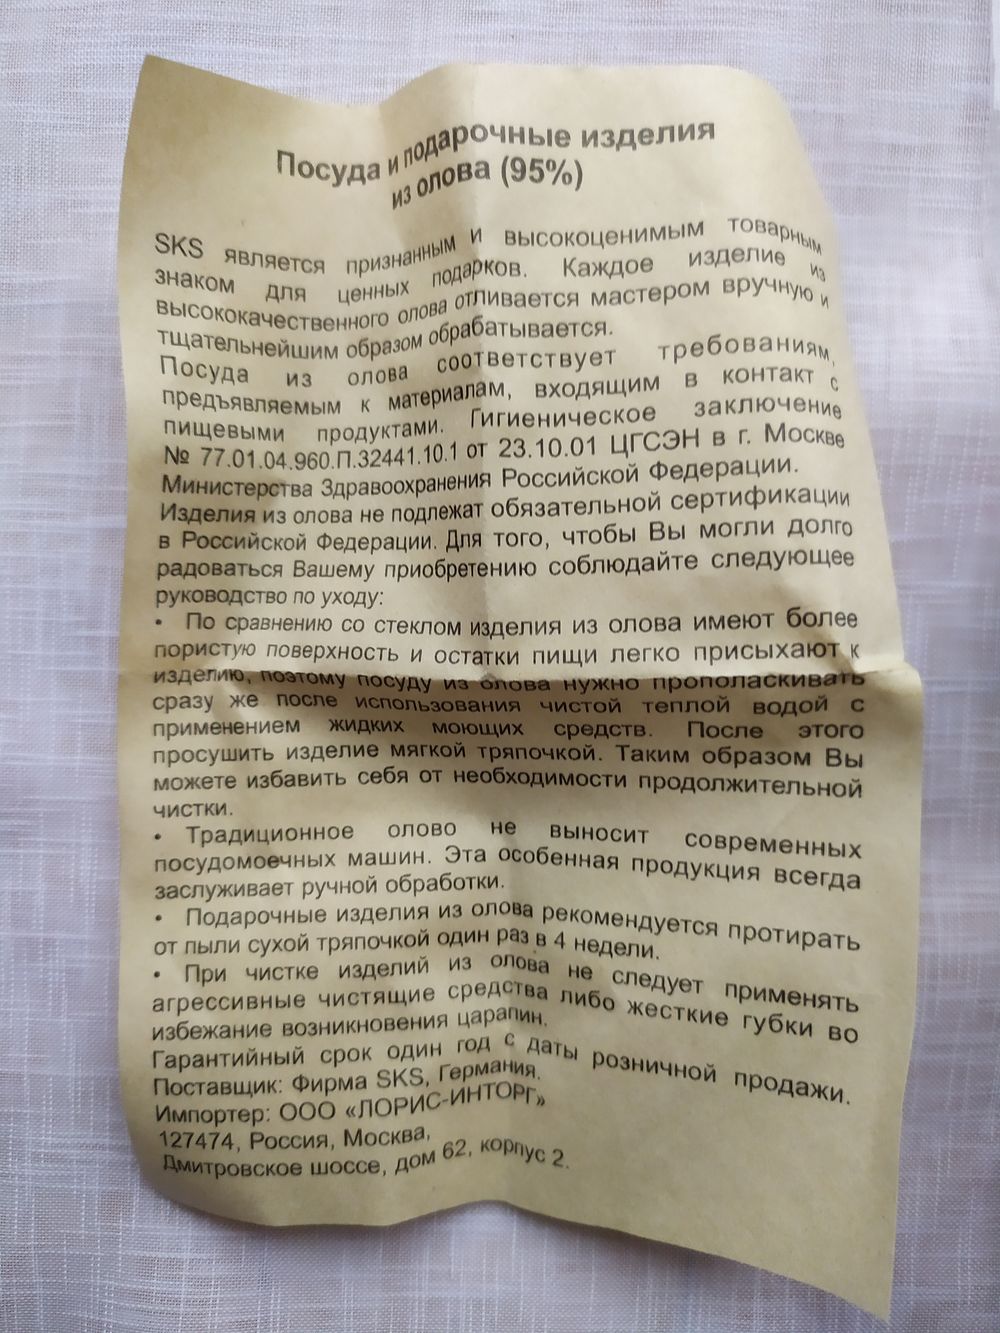 Посуда и подарочные изделия
из олова (95%)
SKS является признанным и высокоценимым товарным
знаком для ценных подарков. Каждое изделие из
высококачественного олова отливается мастером вручную и
тщательнейшим образом обрабатывается.
Посуда из олова соответствует требованиям,
предъявляемым к материалам, входящим в контакт с
пищевыми продуктами. Гигиеническое заключение
№ 77.01.04.960.П.32441.10.1 от 23.10.01 ЦГСЭН в г. Москве
Министерства Здравоохранения Российской Федерации.
Изделия из олова не подлежат обязательной сертификации
в Российской Федерации. Для того, чтобы Вы могли долго
радоваться Вашему приобретению соблюдайте следующее
руководство по уходу:
• По сравнению со стеклом изделия из олова имеют более
пористую поверхность и остатки пищи легко присыхают к
изделию, поэтому посуду из олова нужно прополаскивать
сразу же после использования чистой теплой водой с
применением жидких моющих средств. После этого
просушить изделие мягкой тряпочкой. Таким образом Вы
можете избавить себя от необходимости продолжительной
чистки.
• Традиционное олово не выносит современных
посудомоечных машин. Эта особенная продукция всегда
заслуживает ручной обработки.
• Подарочные изделия из олова рекомендуется протирать
от пыли сухой тряпочкой один раз в 4 недели.
• При чистке изделий из олова не следует применять
агрессивные чистящие средства либо жесткие губки во
избежание возникновения царапин.
Гарантийный срок один год с даты розничной продажи.
Поставщик: Фирма SKS, Германия.
Импортер: ООО «ЛОРИС-ИНТОРГ»
127474, Россия, Москва,
Дмитровское шоссе, дом 62, корпус 2.